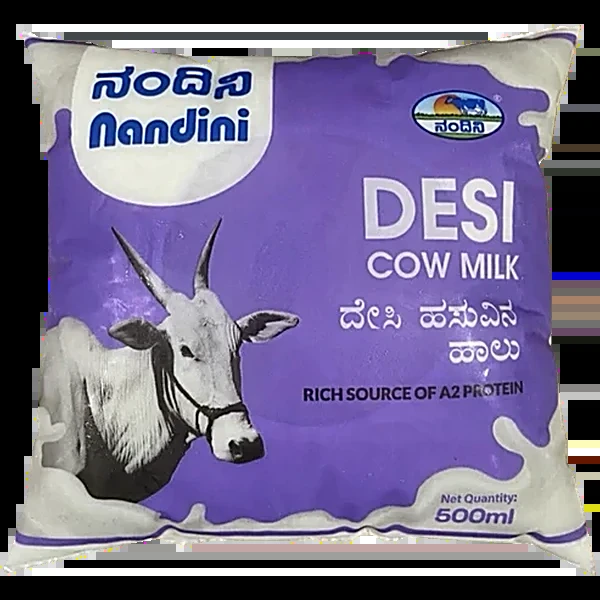 ನಂದಿನಿ
nandini
ನಂದಿನಿ
®
DESI
COW MILK
ದೇಸಿ ಹಸುವಿನ
ಹಾಲು
RICH SOURCE OF A2 PROTEIN
Net Quantity:
500ml